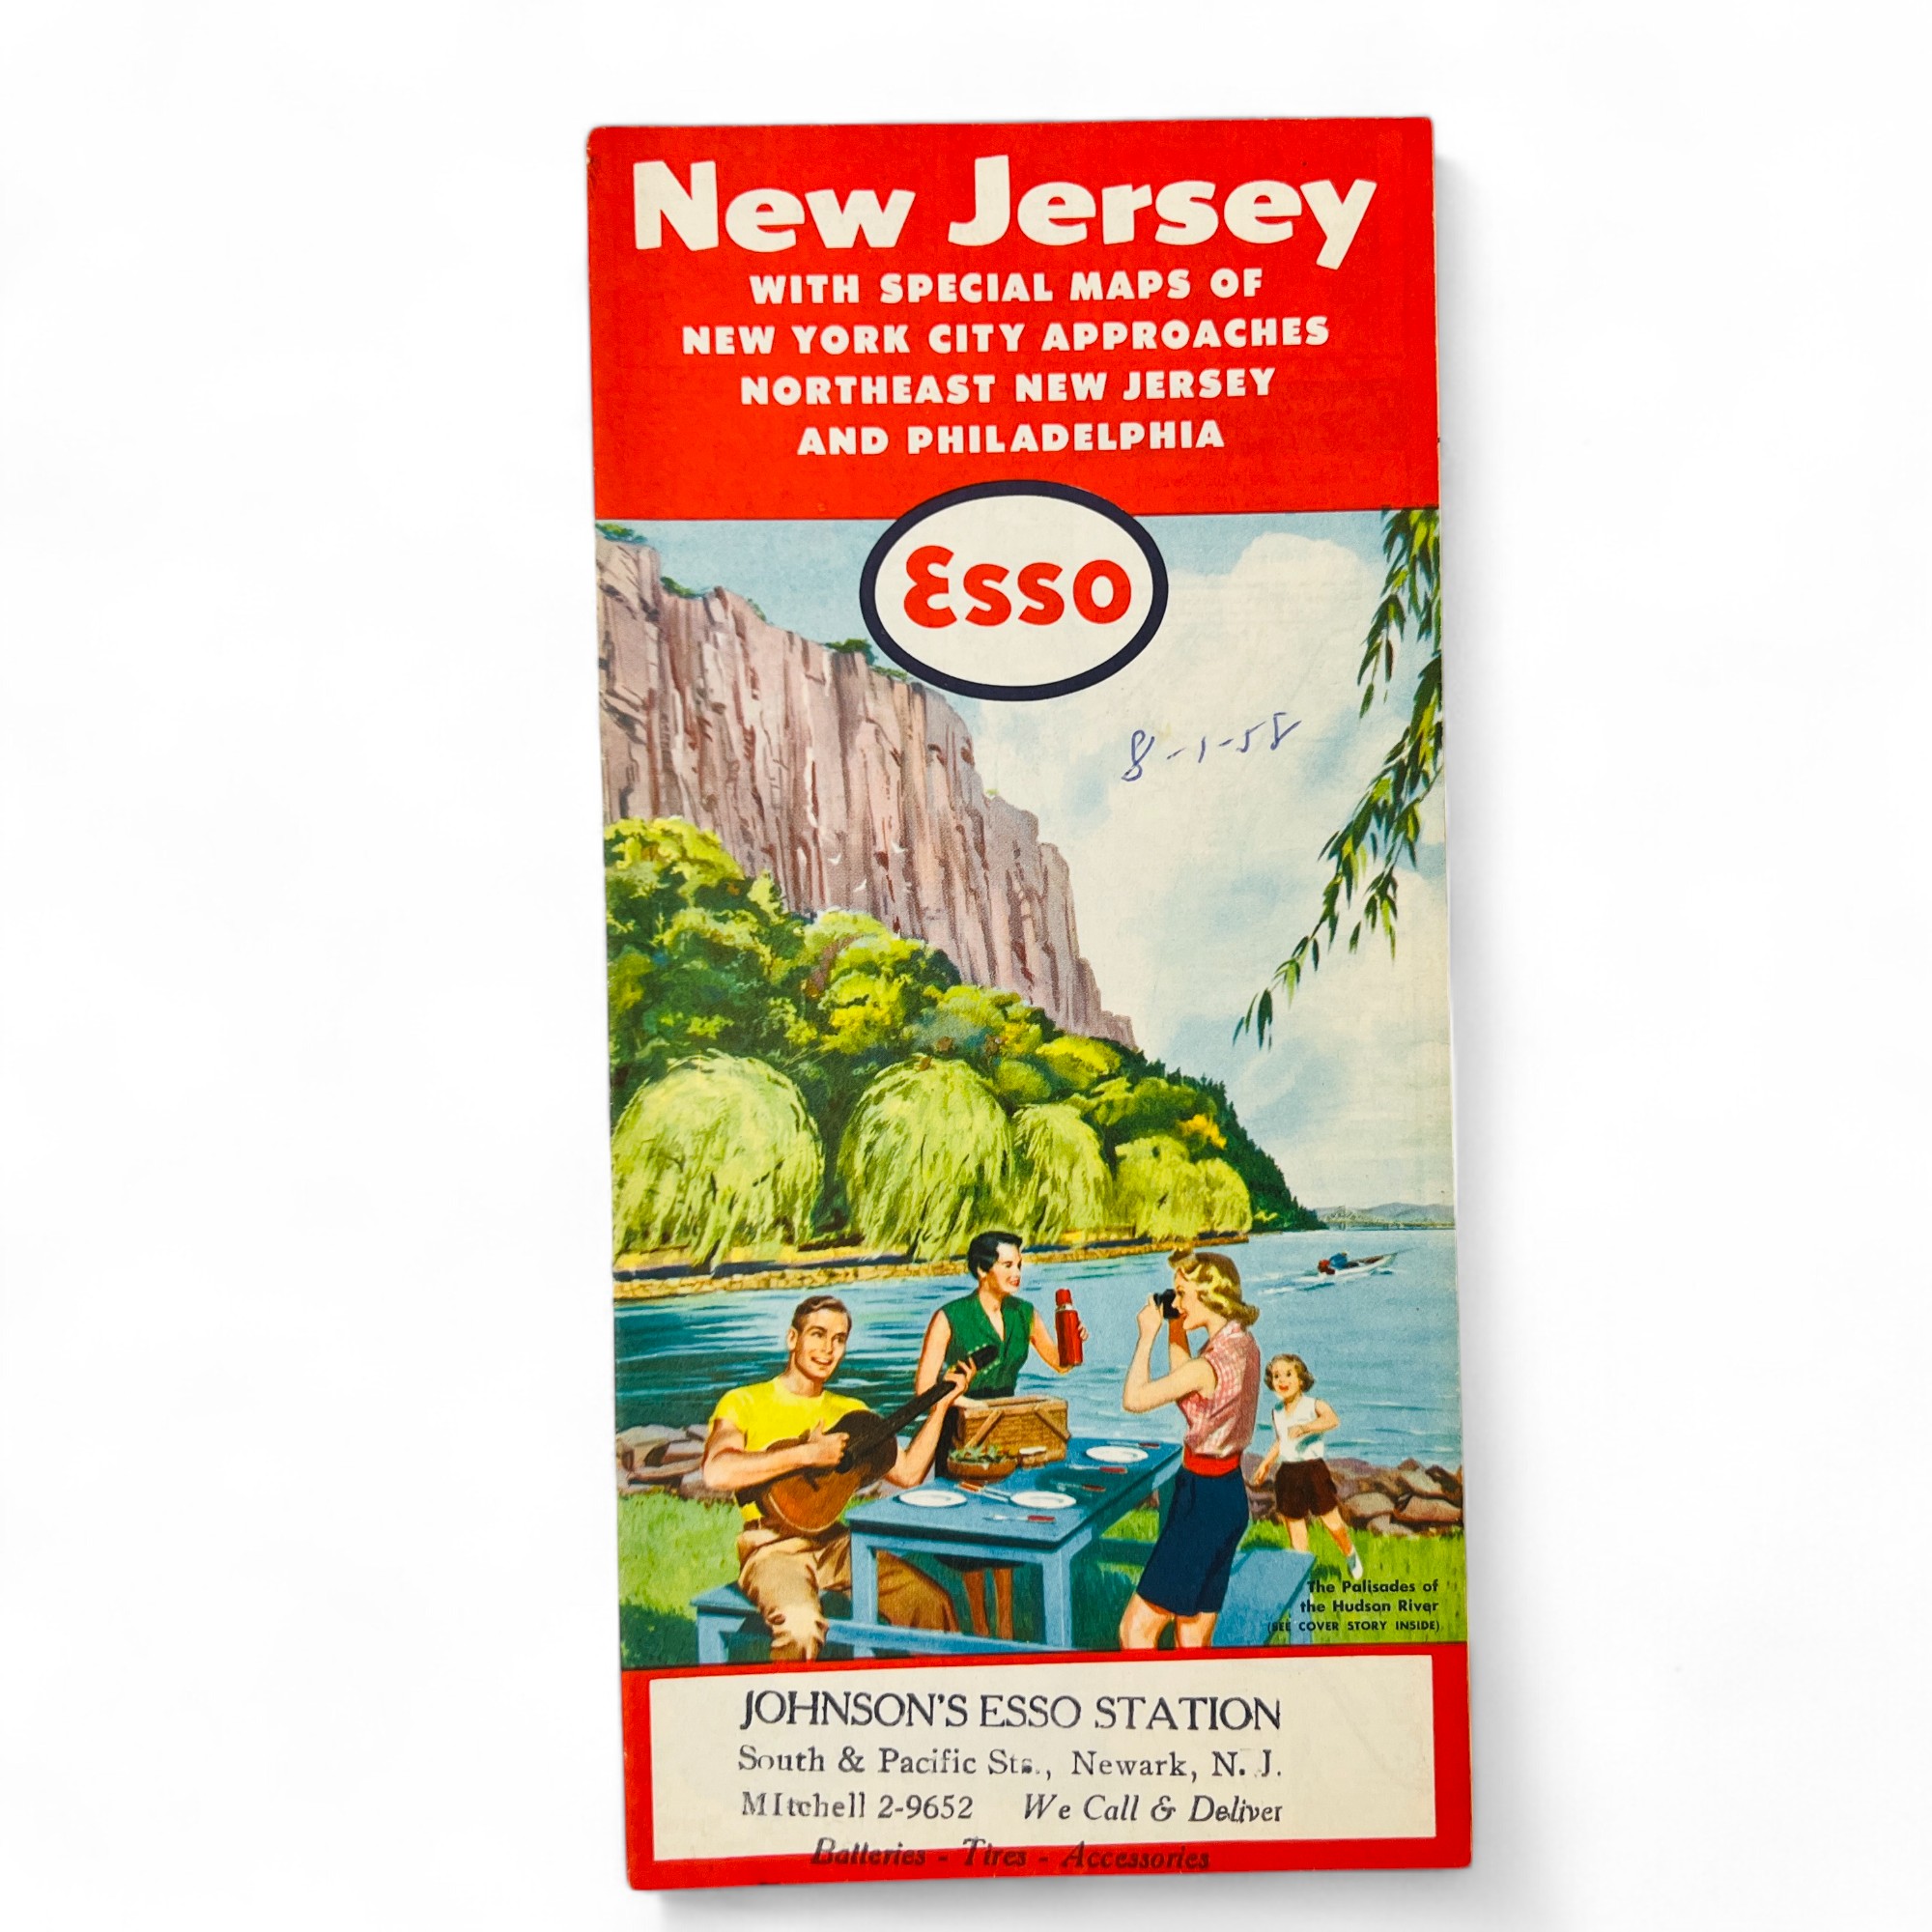 New Jersey
WITH SPECIAL MAPS OF
NEW YORK CITY APPROACHES
NORTHEAST NEW JERSEY
AND PHILADELPHIA
Esso
8-1-58
The Palisades of
the Hudson River
(SEE COVER STORY INSIDE)
JOHNSON'S ESSO STATION
South & Pacific Sts., Newark, N. J.
MItchell 2-9652 We Call & Deliver
Batteries - Tires - Accessories